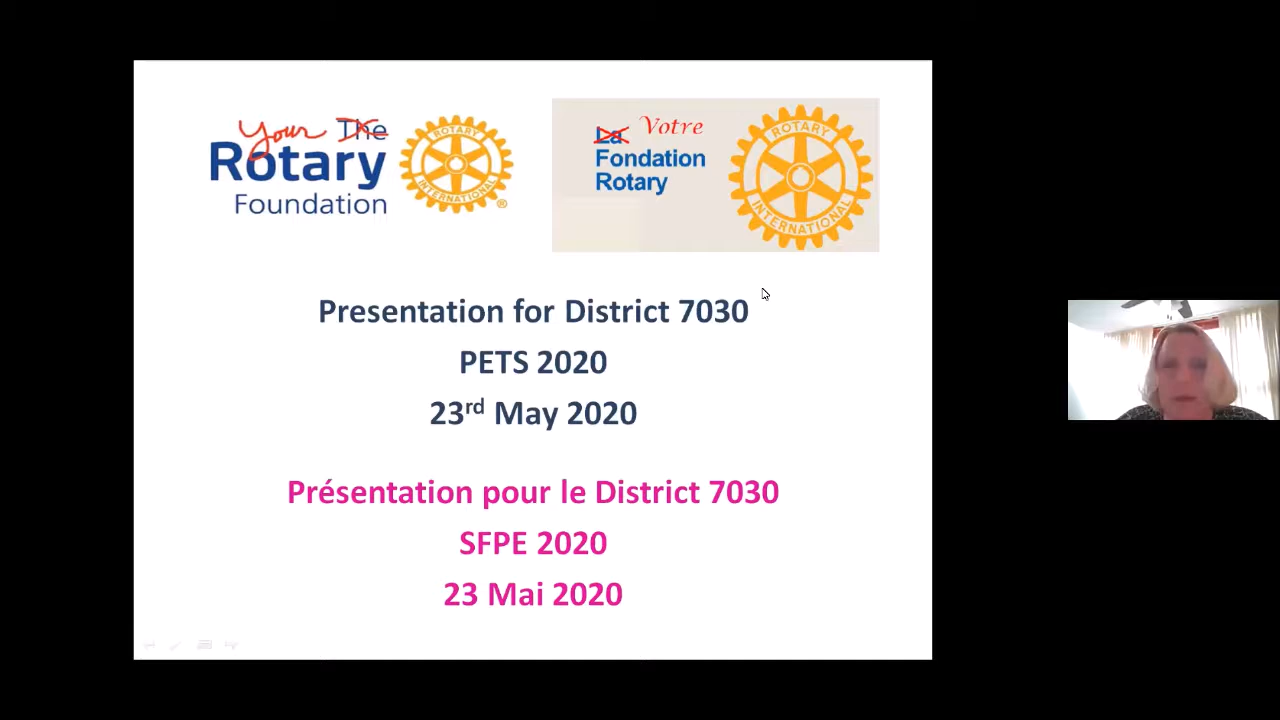 Your The
Rotary
Foundation
ROTARY
INTERNATIONAL
®
La Votre
Fondation
Rotary
ROTARY
INTERNATIONAL
Presentation for District 7030
PETS 2020
23rd May 2020
Présentation pour le District 7030
SFPE 2020
23 Mai 2020